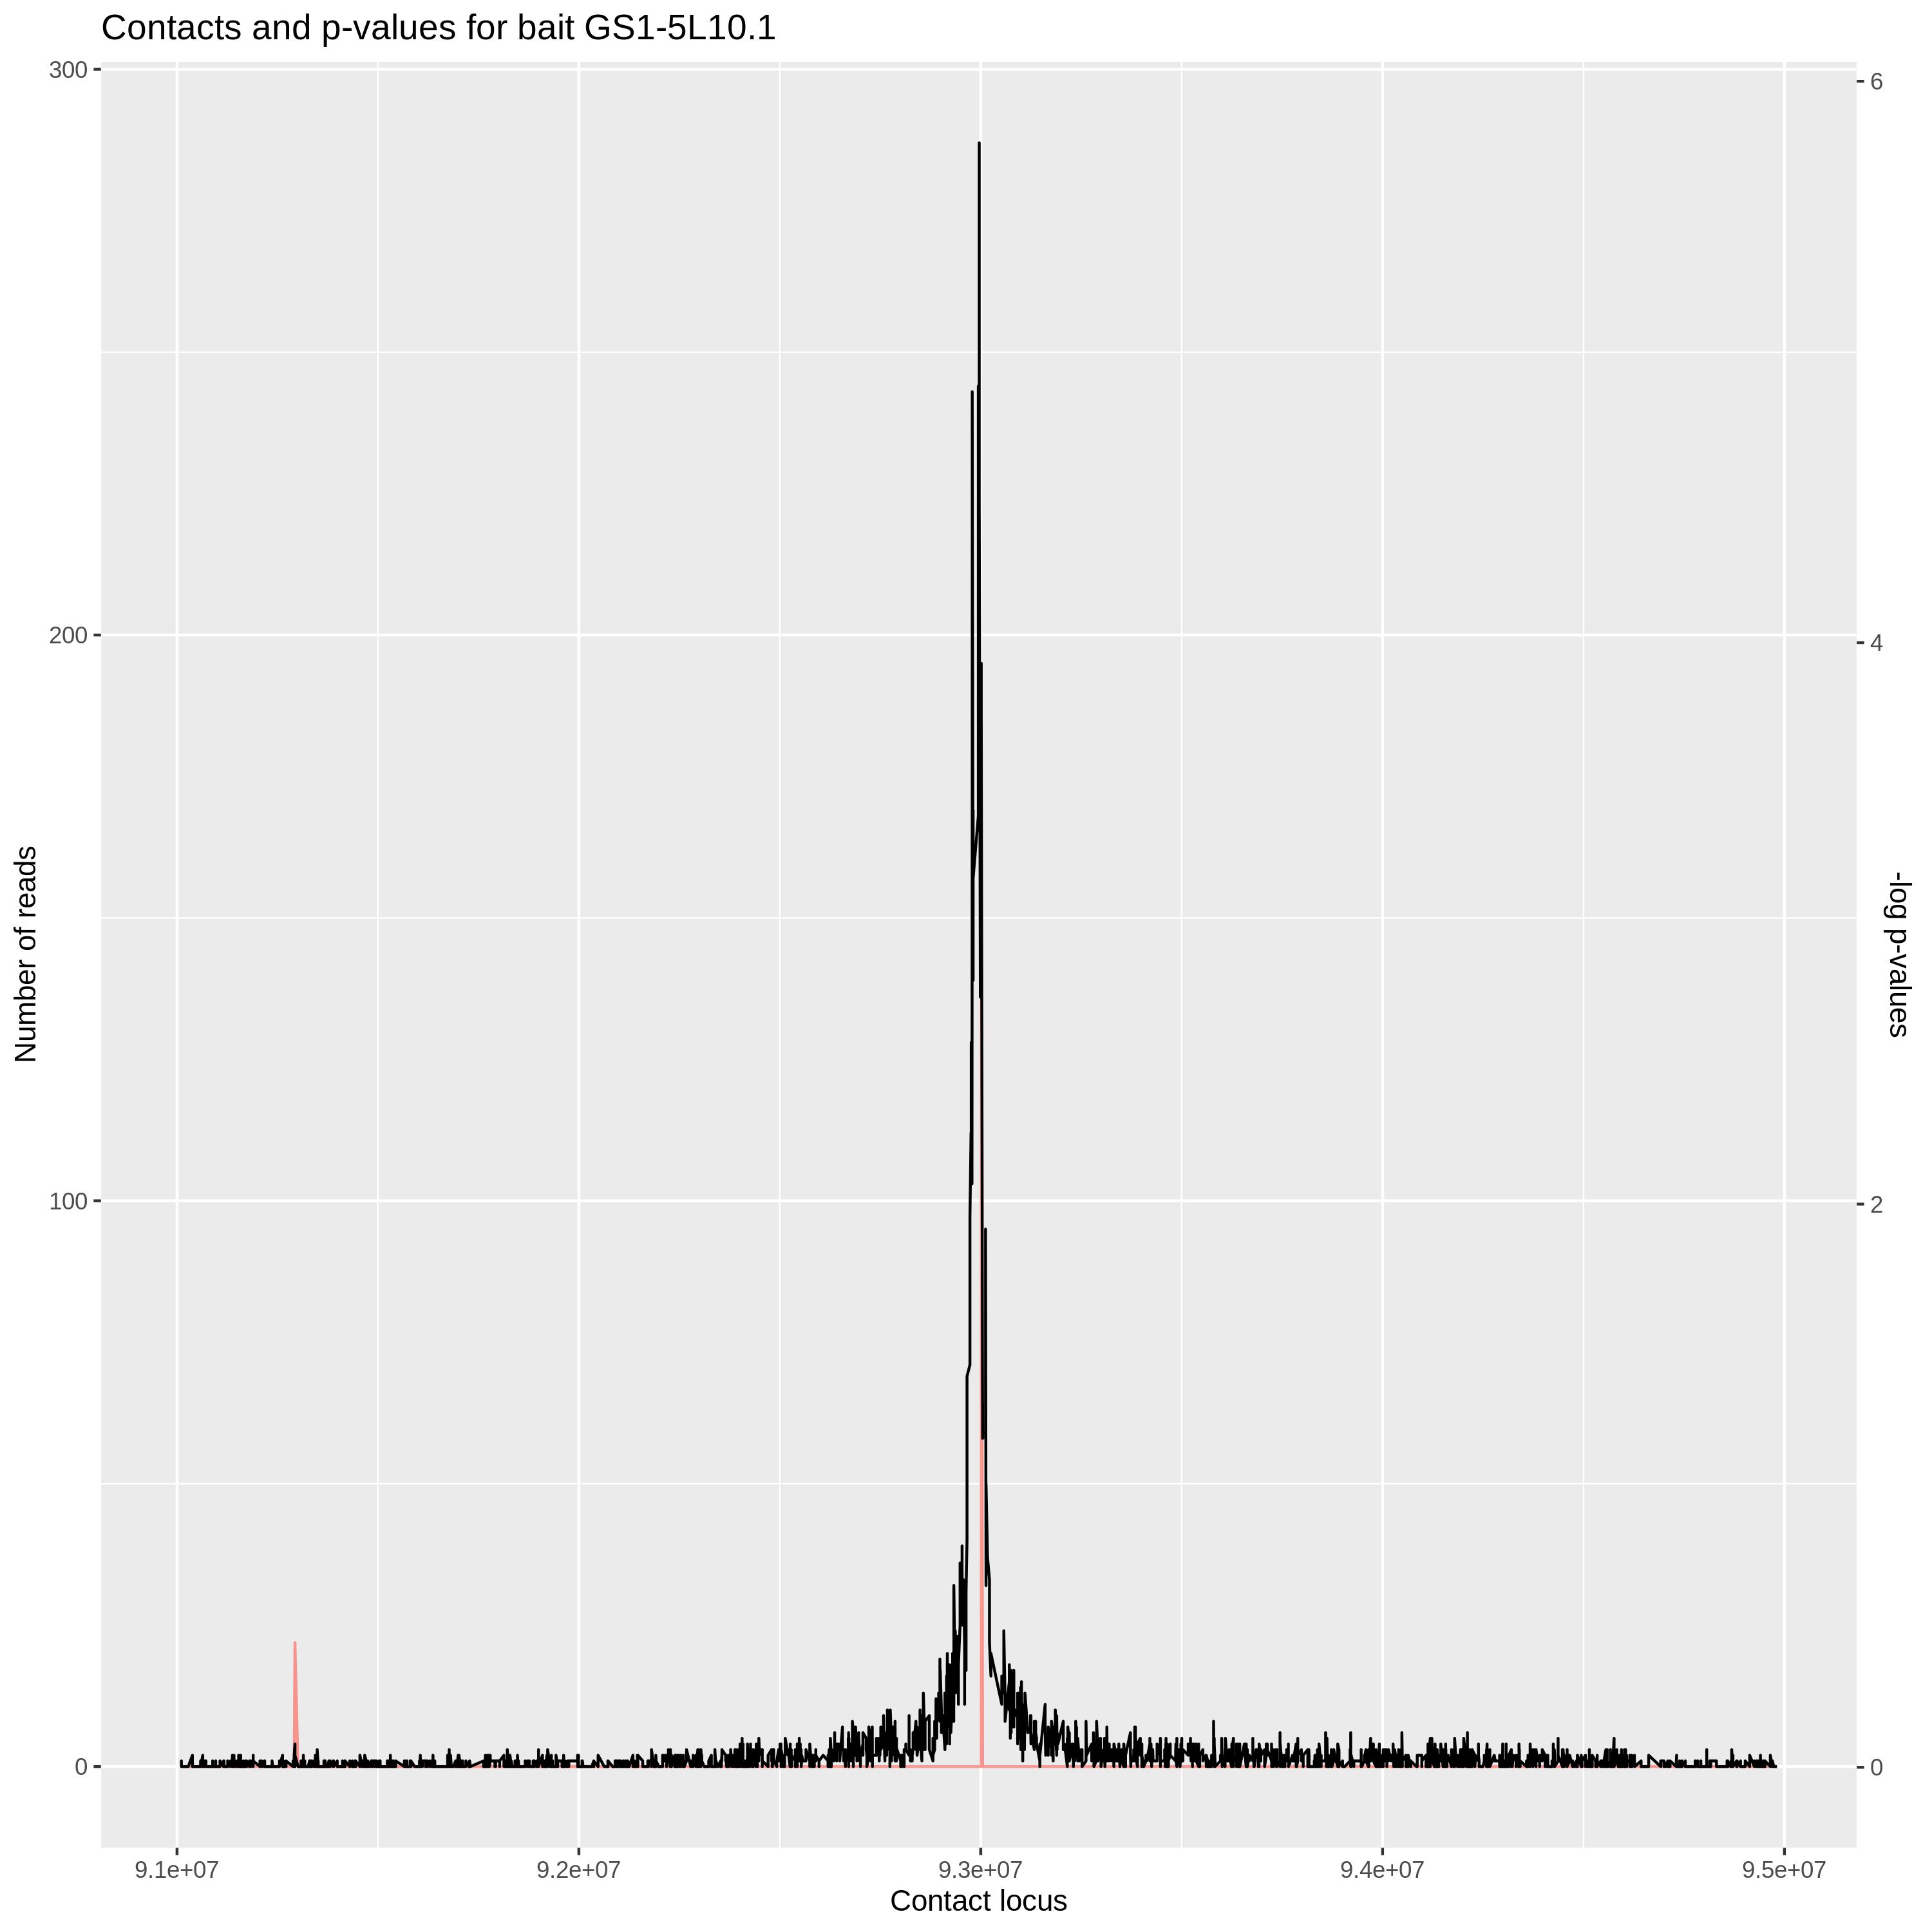 Contacts and p-values for bait GS1-5L10.1
300
200
100
0
Number of reads
6
4
2
0
-log p-values
9.1e+07 9.2e+07 9.3e+07 9.4e+07 9.5e+07
Contact locus